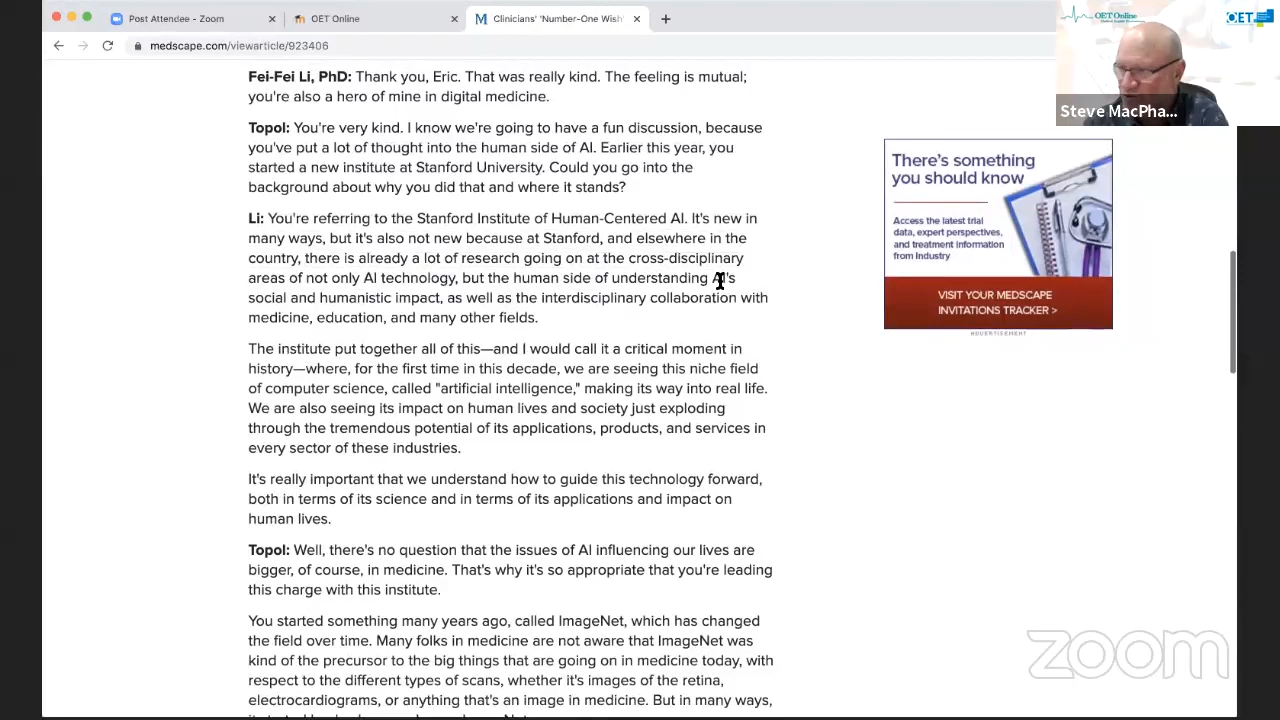 Post Attendee - Zoom
OET Online
Clinicians' 'Number-One Wish'
medscape.com/viewarticle/923406
OET Online
OET
Steve MacPha...
Fei-Fei Li, PhD: Thank you, Eric. That was really kind. The feeling is mutual;
you're also a hero of mine in digital medicine.
Topol: You're very kind. I know we're going to have a fun discussion, because
you've put a lot of thought into the human side of AI. Earlier this year, you
started a new institute at Stanford University. Could you go into the
background about why you did that and where it stands?
Li: You're referring to the Stanford Institute of Human-Centered AI. It's new in
many ways, but it's also not new because at Stanford, and elsewhere in the
country, there is already a lot of research going on at the cross-disciplinary
areas of not only AI technology, but the human side of understanding AI's
social and humanistic impact, as well as the interdisciplinary collaboration with
medicine, education, and many other fields.
The institute put together all of this—and I would call it a critical moment in
history—where, for the first time in this decade, we are seeing this niche field
of computer science, called "artificial intelligence," making its way into real life.
We are also seeing its impact on human lives and society just exploding
through the tremendous potential of its applications, products, and services in
every sector of these industries.
It's really important that we understand how to guide this technology forward,
both in terms of its science and in terms of its applications and impact on
human lives.
Topol: Well, there's no question that the issues of AI influencing our lives are
bigger, of course, in medicine. That's why it's so appropriate that you're leading
this charge with this institute.
You started something many years ago, called ImageNet, which has changed
the field over time. Many folks in medicine are not aware that ImageNet was
kind of the precursor to the big things that are going on in medicine today, with
respect to the different types of scans, whether it's images of the retina,
electrocardiograms, or anything that's an image in medicine. But in many ways,
There's something
you should know
Access the latest trial
data, expert perspectives,
and treatment information
from Industry
VISIT YOUR MEDSCAPE
INVITATIONS TRACKER >
ADVERTISEMENT
zoom